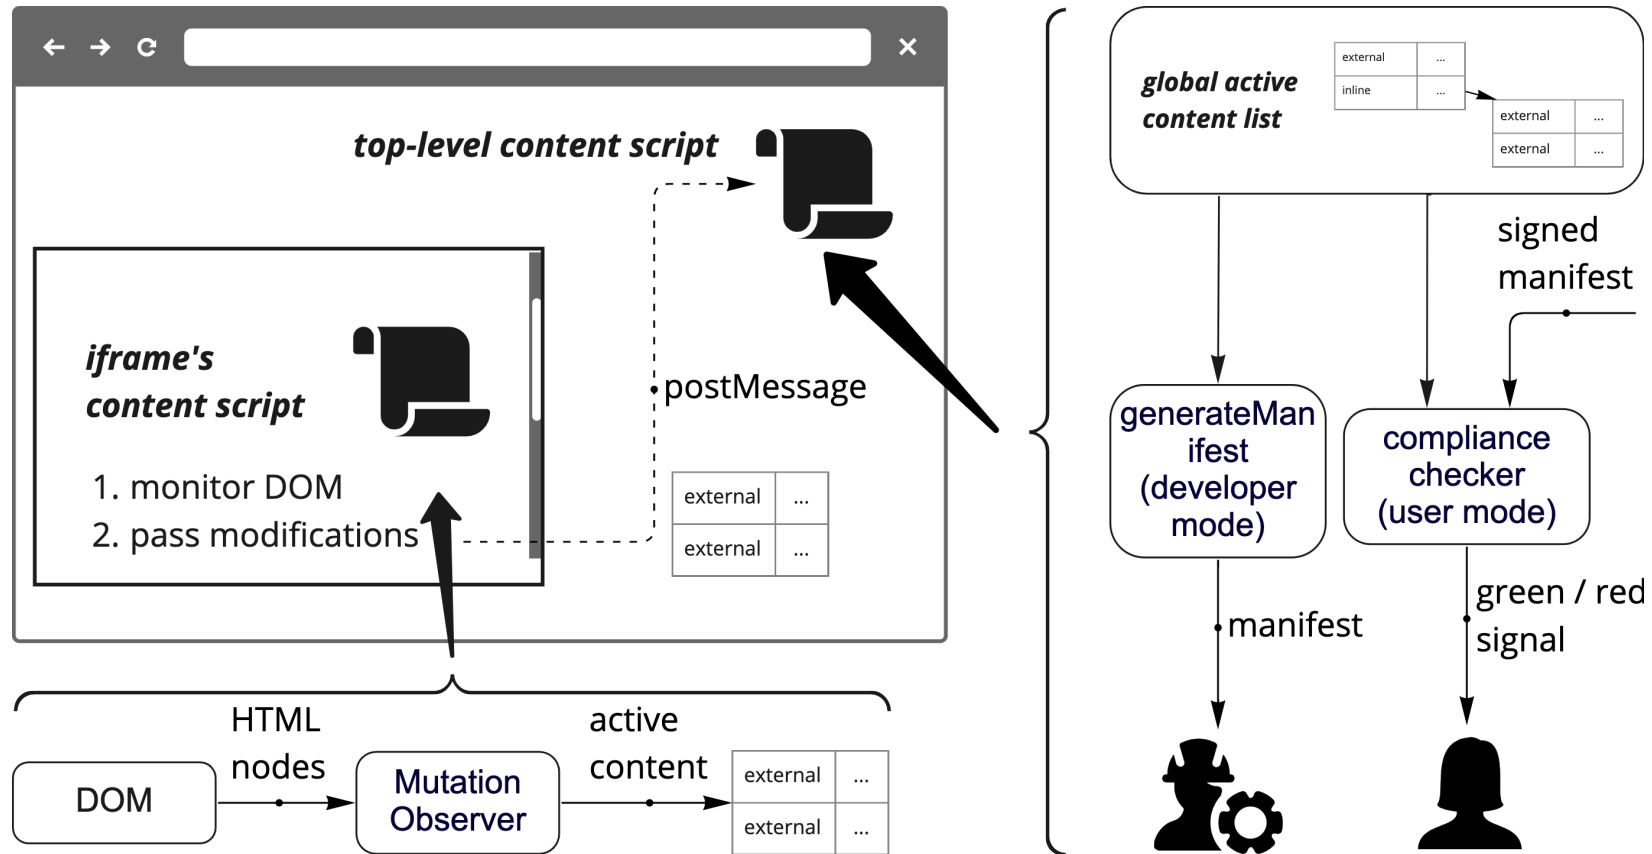 top-level content script
iframe's
content script
1. monitor DOM
2. pass modifications
postMessage
external ...
external ...
HTML
nodes
active
content
DOM
Mutation
Observer
external ...
external ...
global active
content list
external ...
inline ...
external ...
external ...
signed
manifest
generateMan
ifest
(developer
mode)
compliance
checker
(user mode)
manifest
green / red
signal